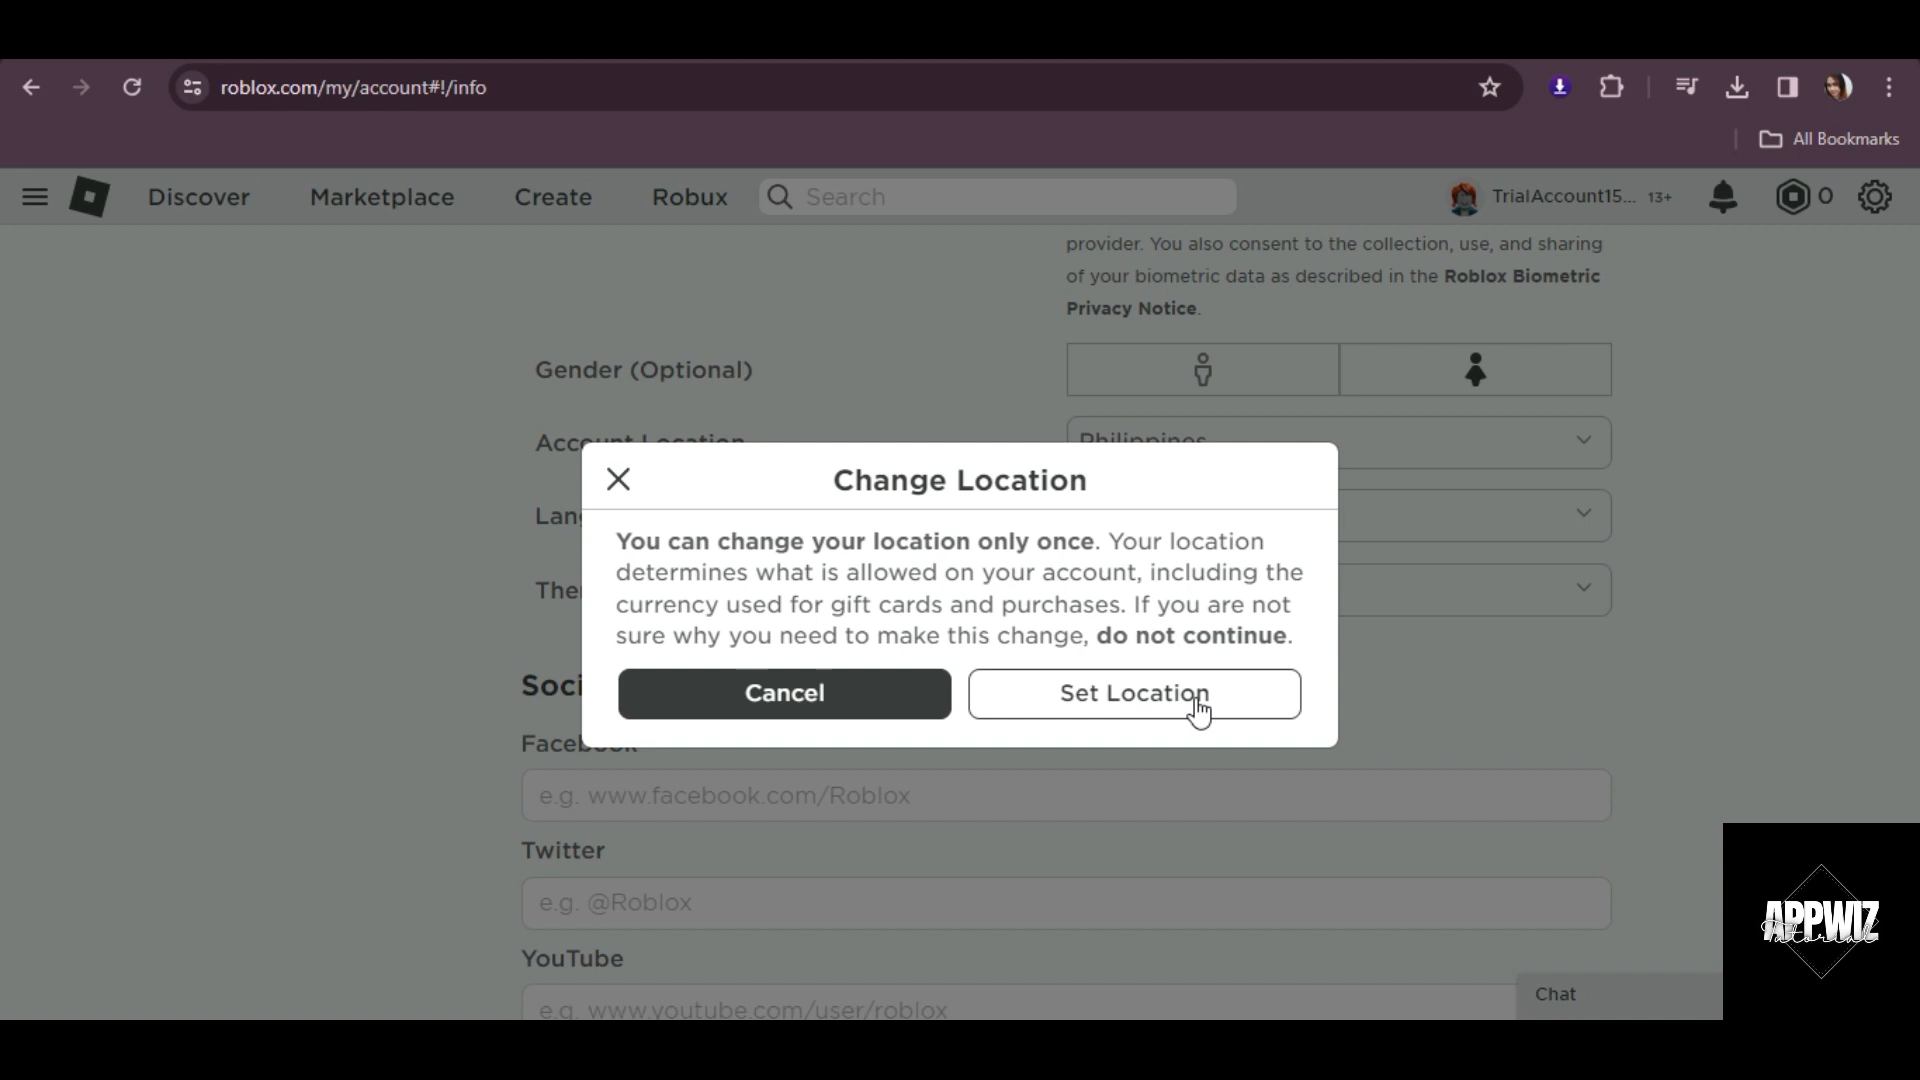 roblox.com/my/account#!/info
All Bookmarks
Discover Marketplace Create Robux Search TrialAccount15... 13+ 0
provider. You also consent to the collection, use, and sharing
of your biometric data as described in the Roblox Biometric
Privacy Notice.
Gender (Optional)
Account Location Philippines
Change Location
You can change your location only once. Your location
determines what is allowed on your account, including the
currency used for gift cards and purchases. If you are not
sure why you need to make this change, do not continue.
Cancel Set Location
Facebook
e.g. www.facebook.com/Roblox
Twitter
e.g. @Roblox
YouTube
e.g. www.youtube.com/user/roblox
Chat
APPWIZ
Tutorial